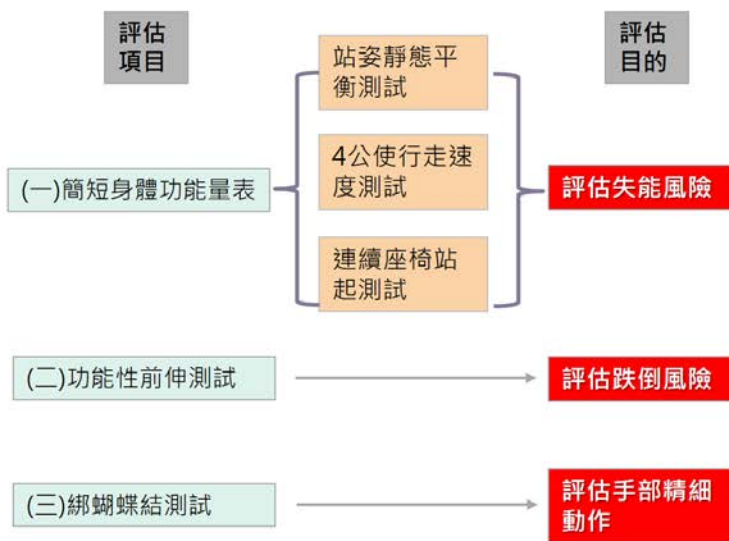 評估
項目
評估
目的
站姿靜態平
衡測試
(一)簡短身體功能量表
4公使行走速
度測試
評估失能風險
連續座椅站
起測試
(二)功能性前伸測試
評估跌倒風險
(三)綁蝴蝶結測試
評估手部精細
動作